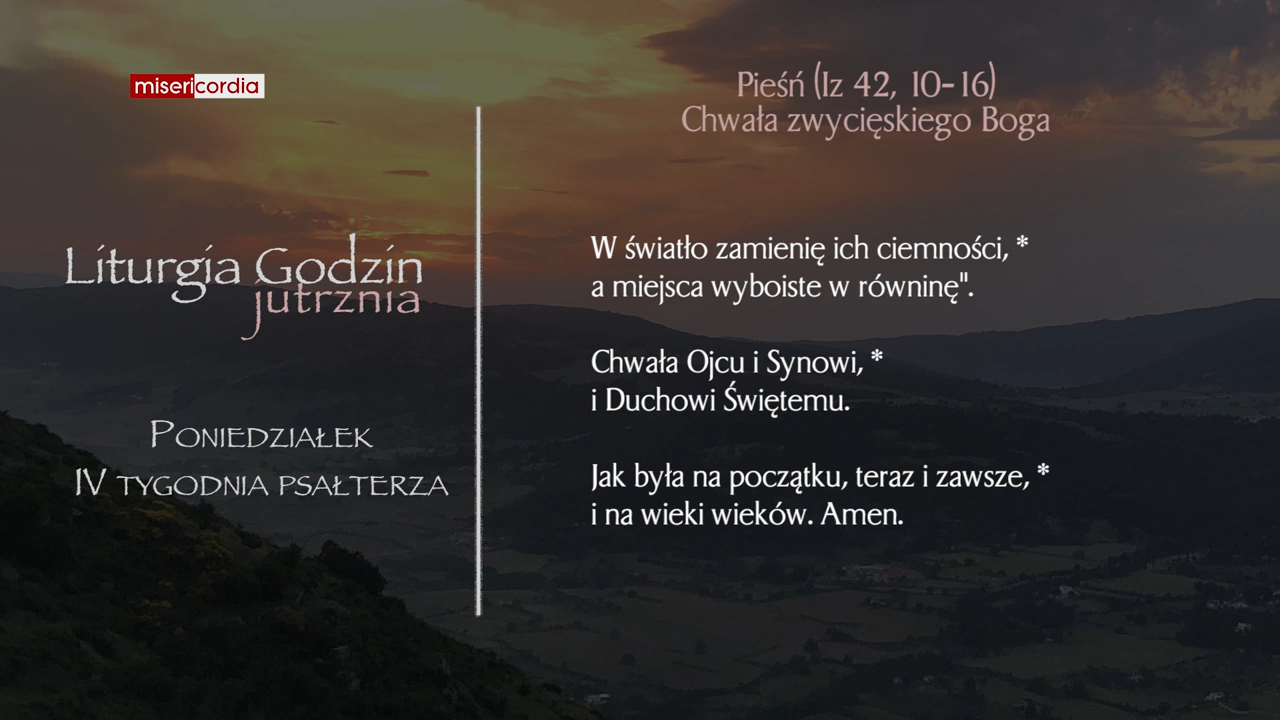 misericordia
Liturgia Godzin
jutrznia
Poniedziałek
IV tygodnia psałterza
Pieśń (Iz 42, 10-16)
Chwała zwycięskiego Boga
W światło zamienię ich ciemności, *
a miejsca wyboiste w równinę".
Chwała Ojcu i Synowi, *
i Duchowi Świętemu.
Jak była na początku, teraz i zawsze, *
i na wieki wieków. Amen.